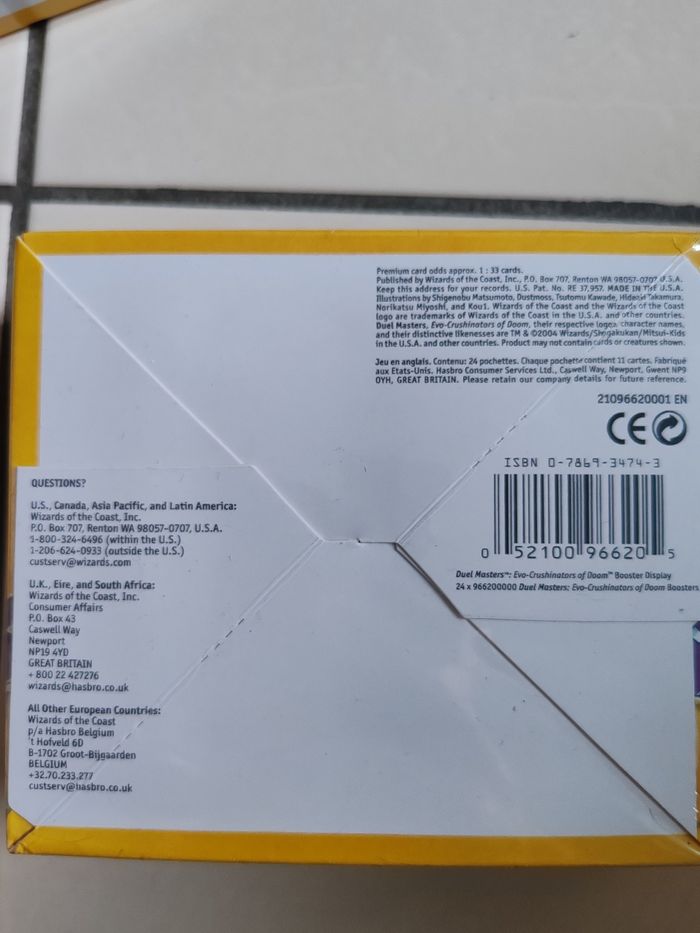 Premium card odds approx. 1 : 33 cards.
Published by Wizards of the Coast, Inc., P.O. Box 707, Renton WA 98057-0707 U.S.A.
Keep this address for your records. U.S. Pat. No. RE 37,957. MADE IN THE U.S.A.
Illustrations by Shigenobu Matsumoto, Dustmoss, Tsutomu Kawade, Hideaki Takamura,
Norikatsu Miyoshi, and Kou1. Wizards of the Coast and the Wizards of the Coast
logo are trademarks of Wizards of the Coast in the U.S.A. and other countries.
Duel Masters, Evo-Crushinators of Doom, their respective logos, character names,
and their distinctive likenesses are TM & ©2004 Wizards/Shogakukan/Mitsui-Kids
in the U.S.A. and other countries. Product may not contain cards or creatures shown.
Jeu en anglais. Contenu: 24 pochettes. Chaque pochette contient 11 cartes. Fabriqué
aux Etats-Unis. Hasbro Consumer Services Ltd., Caswell Way, Newport, Gwent NP9
0YH, GREAT BRITAIN. Please retain our company details for future reference.
21096620001 EN
CE
ISBN 0-7869-3474-3
0 52100 96620 5
Duel Masters™: Evo-Crushinators of Doom™ Booster Display
24 x 966200000 Duel Masters: Evo-Crushinators of Doom Boosters
QUESTIONS?
U.S., Canada, Asia Pacific, and Latin America:
Wizards of the Coast, Inc.
P.O. Box 707, Renton WA 98057-0707, U.S.A.
1-800-324-6496 (within the U.S.)
1-206-624-0933 (outside the U.S.)
custserv@wizards.com
U.K., Eire, and South Africa:
Wizards of the Coast, Inc.
Consumer Affairs
P.O. Box 43
Caswell Way
Newport
NP19 4YD
GREAT BRITAIN
+ 800 22 427276
wizards@hasbro.co.uk
All Other European Countries:
Wizards of the Coast
p/a Hasbro Belgium
't Hofveld 6D
B-1702 Groot-Bijgaarden
BELGIUM
+32.70.233.277
custserv@hasbro.co.uk